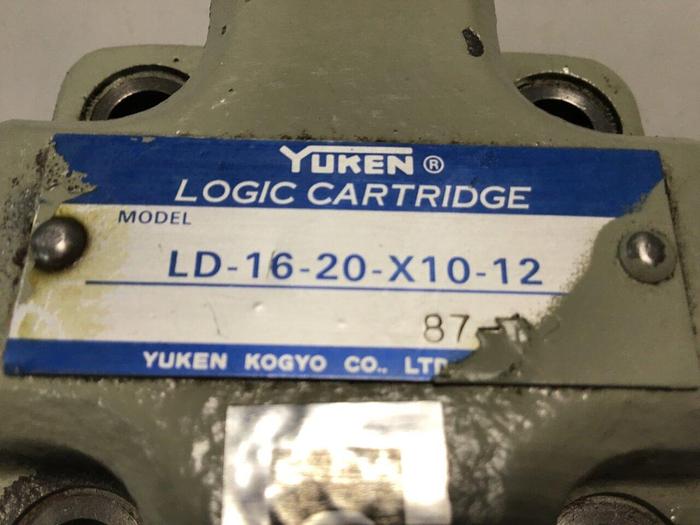 YUKEN ®
LOGIC CARTRIDGE
MODEL
LD-16-20-X10-12
87-
YUKEN KOGYO CO., LTD